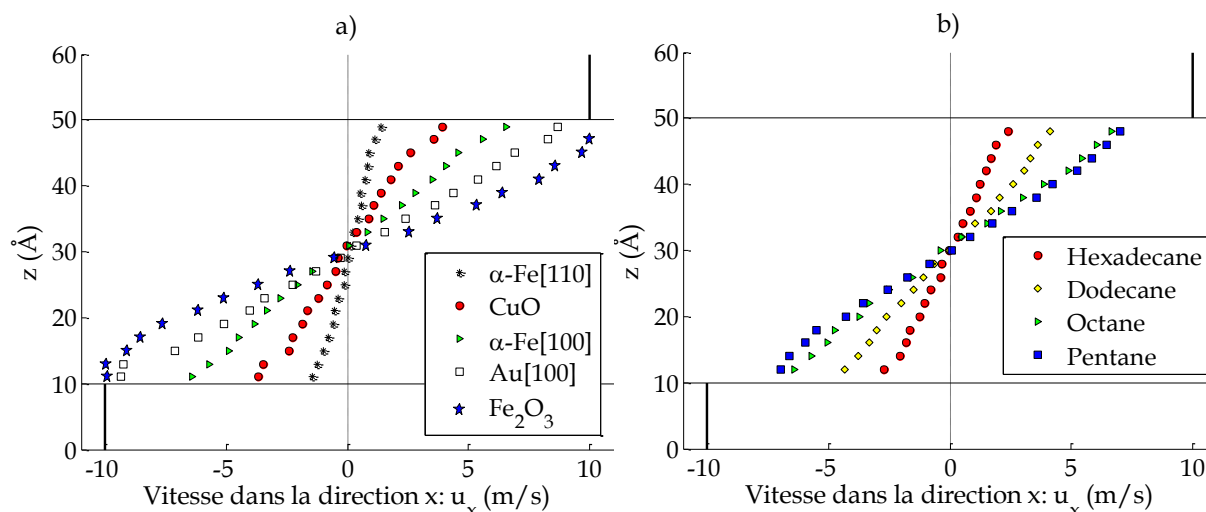 a)
60
50
40
30
20
10
0
z (Å)
-10 -5 0 5 10
Vitesse dans la direction x: u_x (m/s)
α-Fe[110]
CuO
α-Fe[100]
Au[100]
Fe2O3
b)
60
50
40
30
20
10
0
z (Å)
-10 -5 0 5 10
Vitesse dans la direction x: u_x (m/s)
Hexadecane
Dodecane
Octane
Pentane